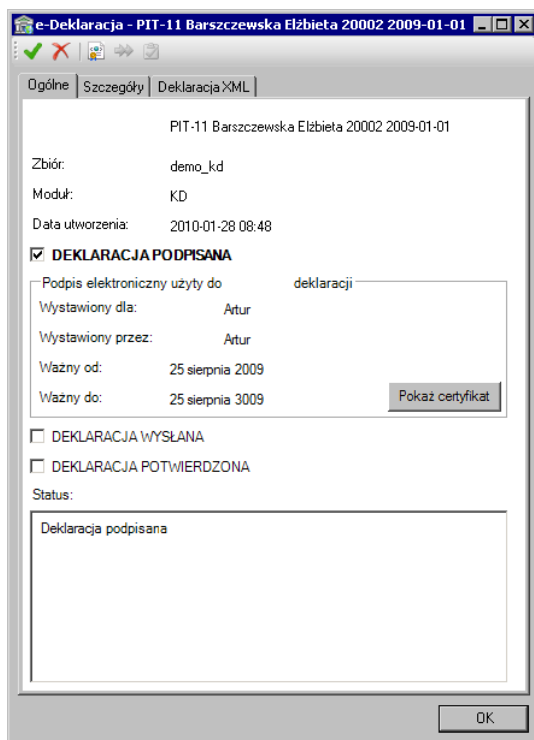 e-Deklaracja - PIT-11 Barszczewska Elżbieta 20002 2009-01-01
Ogólne Szczegóły Deklaracja XML
PIT-11 Barszczewska Elżbieta 20002 2009-01-01
Zbiór: demo_kd
Moduł: KD
Data utworzenia: 2010-01-28 08:48
DEKLARACJA PODPISANA
Podpis elektroniczny użyty do deklaracji
Wystawiony dla: Artur
Wystawiony przez: Artur
Ważny od: 25 sierpnia 2009
Ważny do: 25 sierpnia 3009 Pokaż certyfikat
DEKLARACJA WYSŁANA
DEKLARACJA POTWIERDZONA
Status:
Deklaracja podpisana
OK